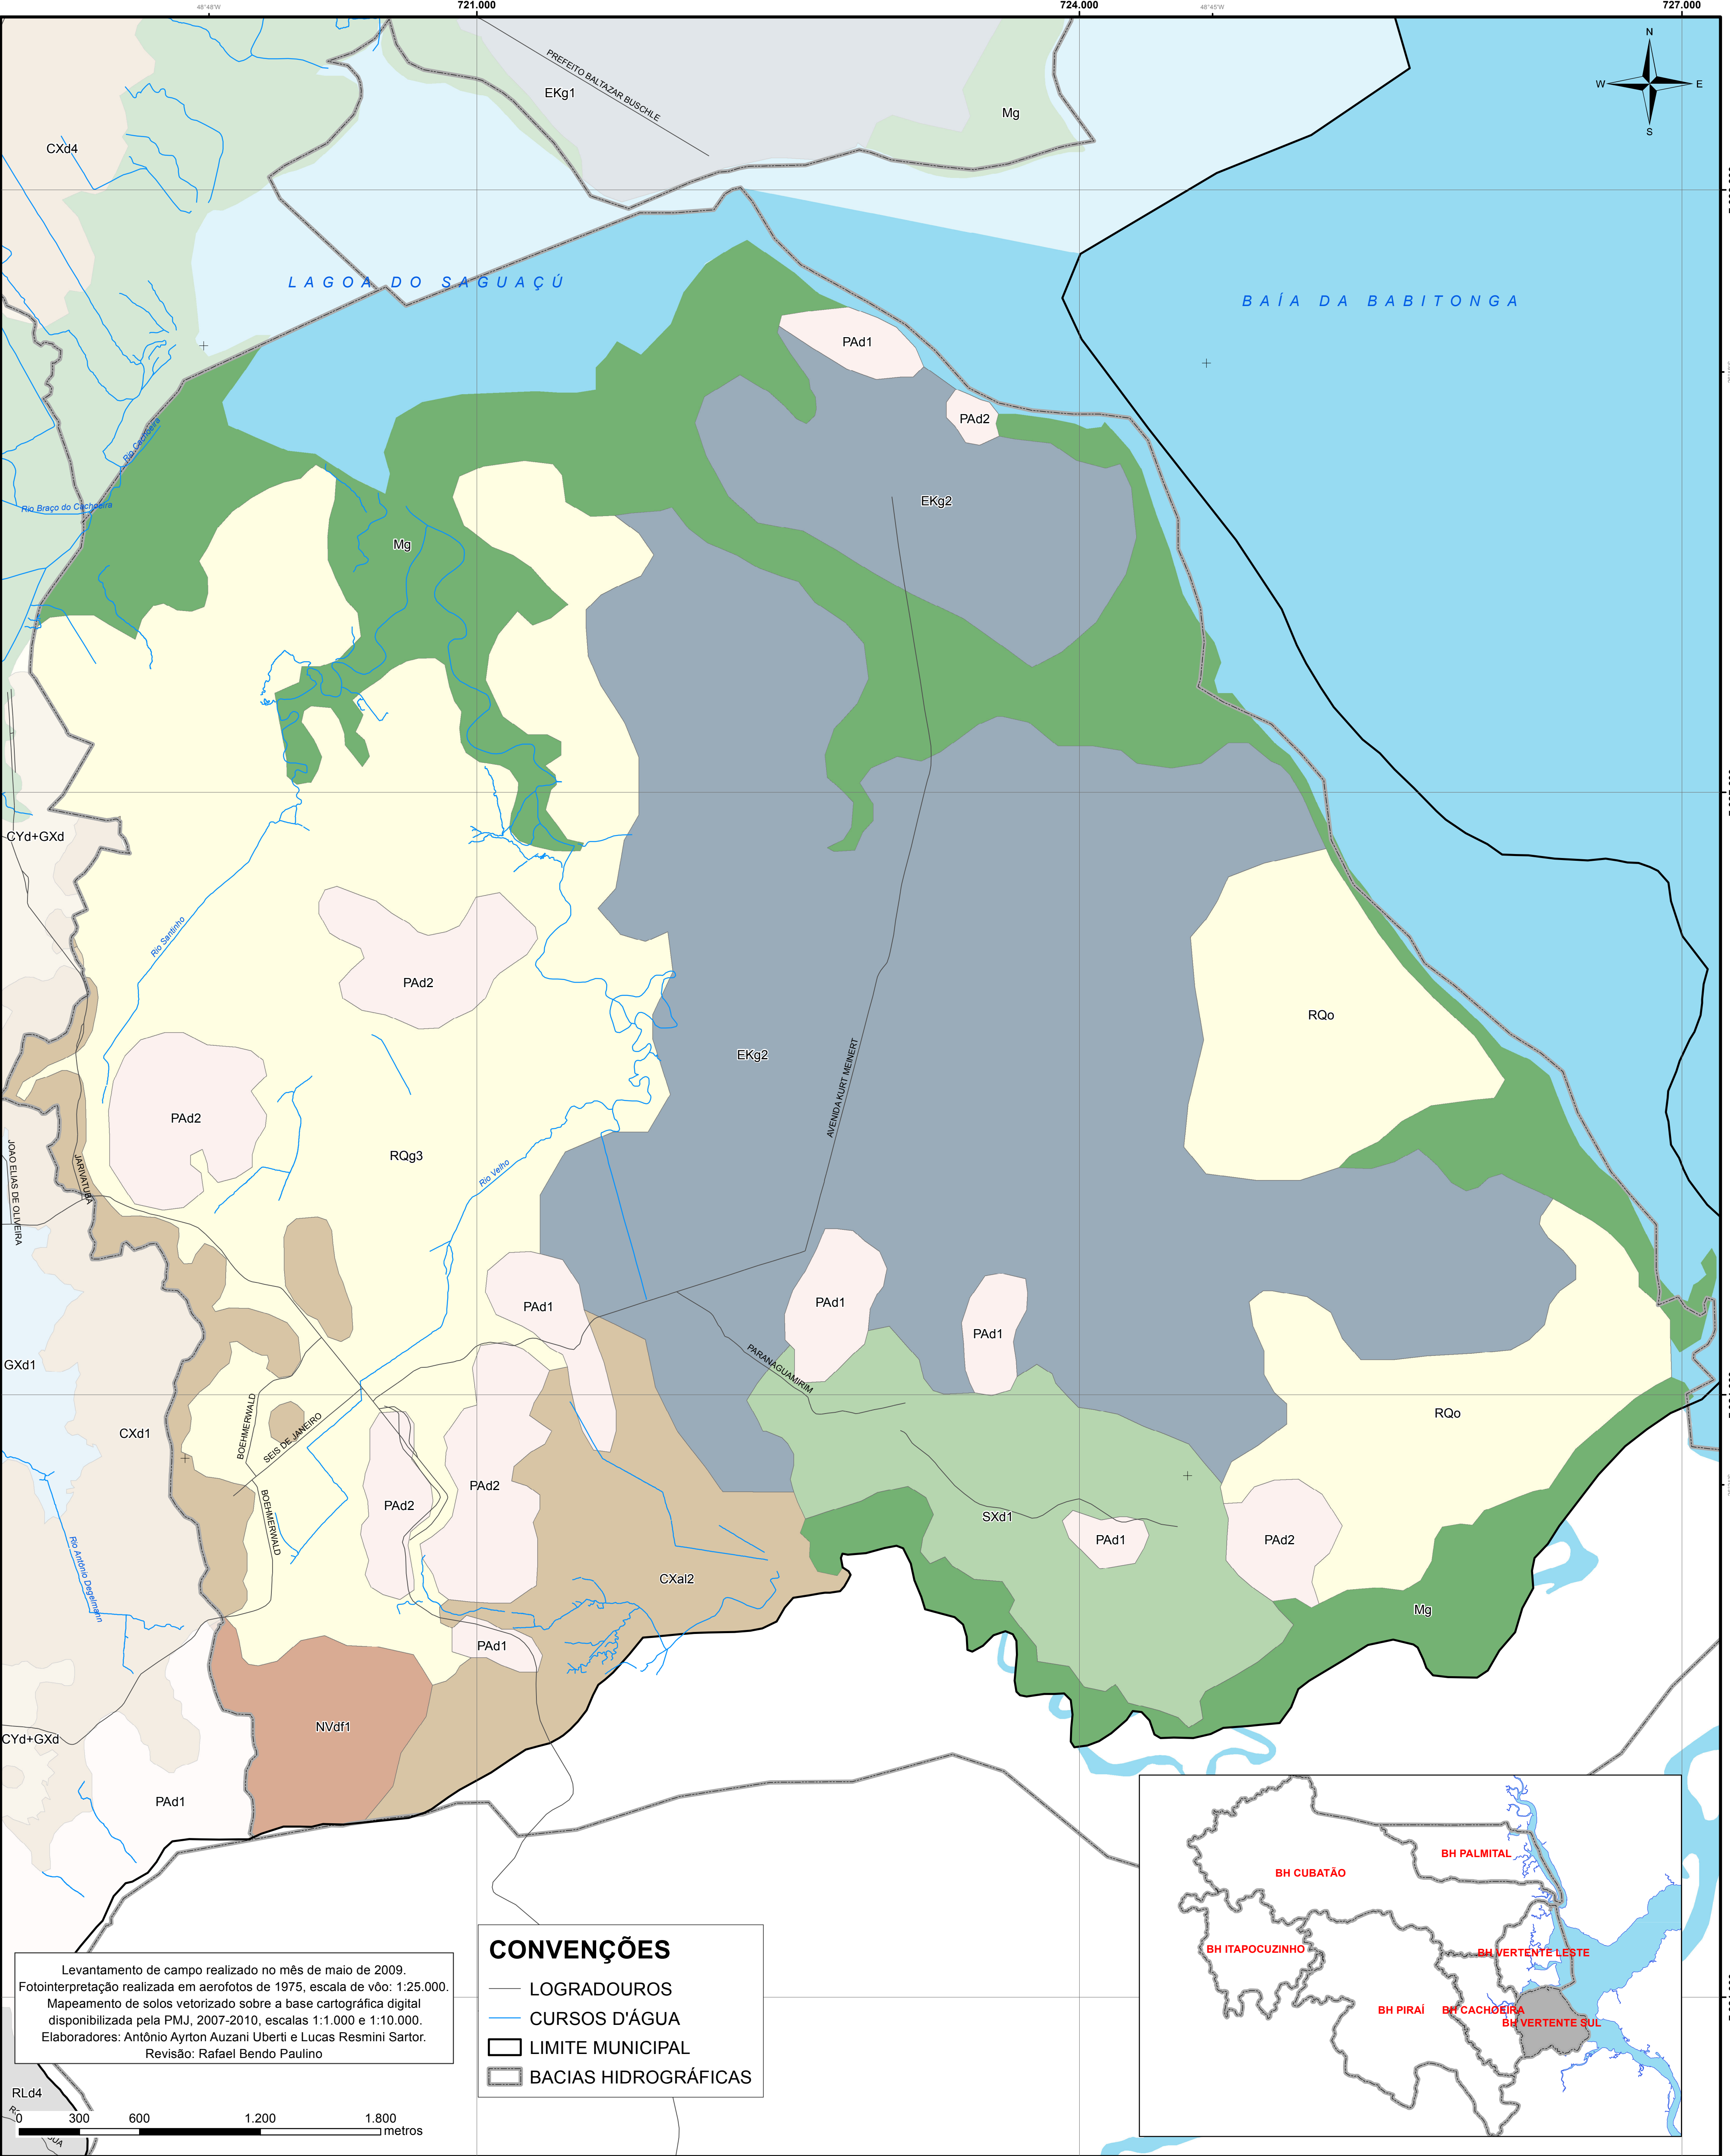 48°48'W
721.000
724.000
48°45'W
727.000
N
W
E
S
PREFEITO BALTAZAR BUSCHLE
EKg1
Mg
CXd4
LAGOA DO SAGUAÇÚ
BAÍA DA BABITONGA
PAd1
PAd2
Rio Cachoeira
Rio Braço do Cachoeira
EKg2
Mg
CYd+GXd
Rio Santinho
PAd2
RQo
EKg2
AVENIDA KURT MEINERT
PAd2
JOAO ELIAS DE OLIVEIRA
JARIVATUBA
RQg3
Rio Velho
PAd1
PAd1
PAd1
GXd1
PARANAGUAMIRIM
CXd1
BOEHMERWALD
SEIS DE JANEIRO
RQo
PAd2
PAd2
BOEHMERWALD
SXd1
PAd1
PAd2
Rio Antônio Degelmann
CXal2
Mg
PAd1
NVdf1
CYd+GXd
PAd1
BH PALMITAL
BH CUBATÃO
BH ITAPOCUZINHO
BH VERTENTE LESTE
BH PIRAÍ
BH CACHOEIRA
BH VERTENTE SUL
CONVENÇÕES
LOGRADOUROS
CURSOS D'ÁGUA
LIMITE MUNICIPAL
BACIAS HIDROGRÁFICAS
Levantamento de campo realizado no mês de maio de 2009.
Fotointerpretação realizada em aerofotos de 1975, escala de vôo: 1:25.000.
Mapeamento de solos vetorizado sobre a base cartográfica digital
disponibilizada pela PMJ, 2007-2010, escalas 1:1.000 e 1:10.000.
Elaboradores: Antônio Ayrton Auzani Uberti e Lucas Resmini Sartor.
Revisão: Rafael Bendo Paulino
RLd4
0 300 600 1.200 1.800
metros